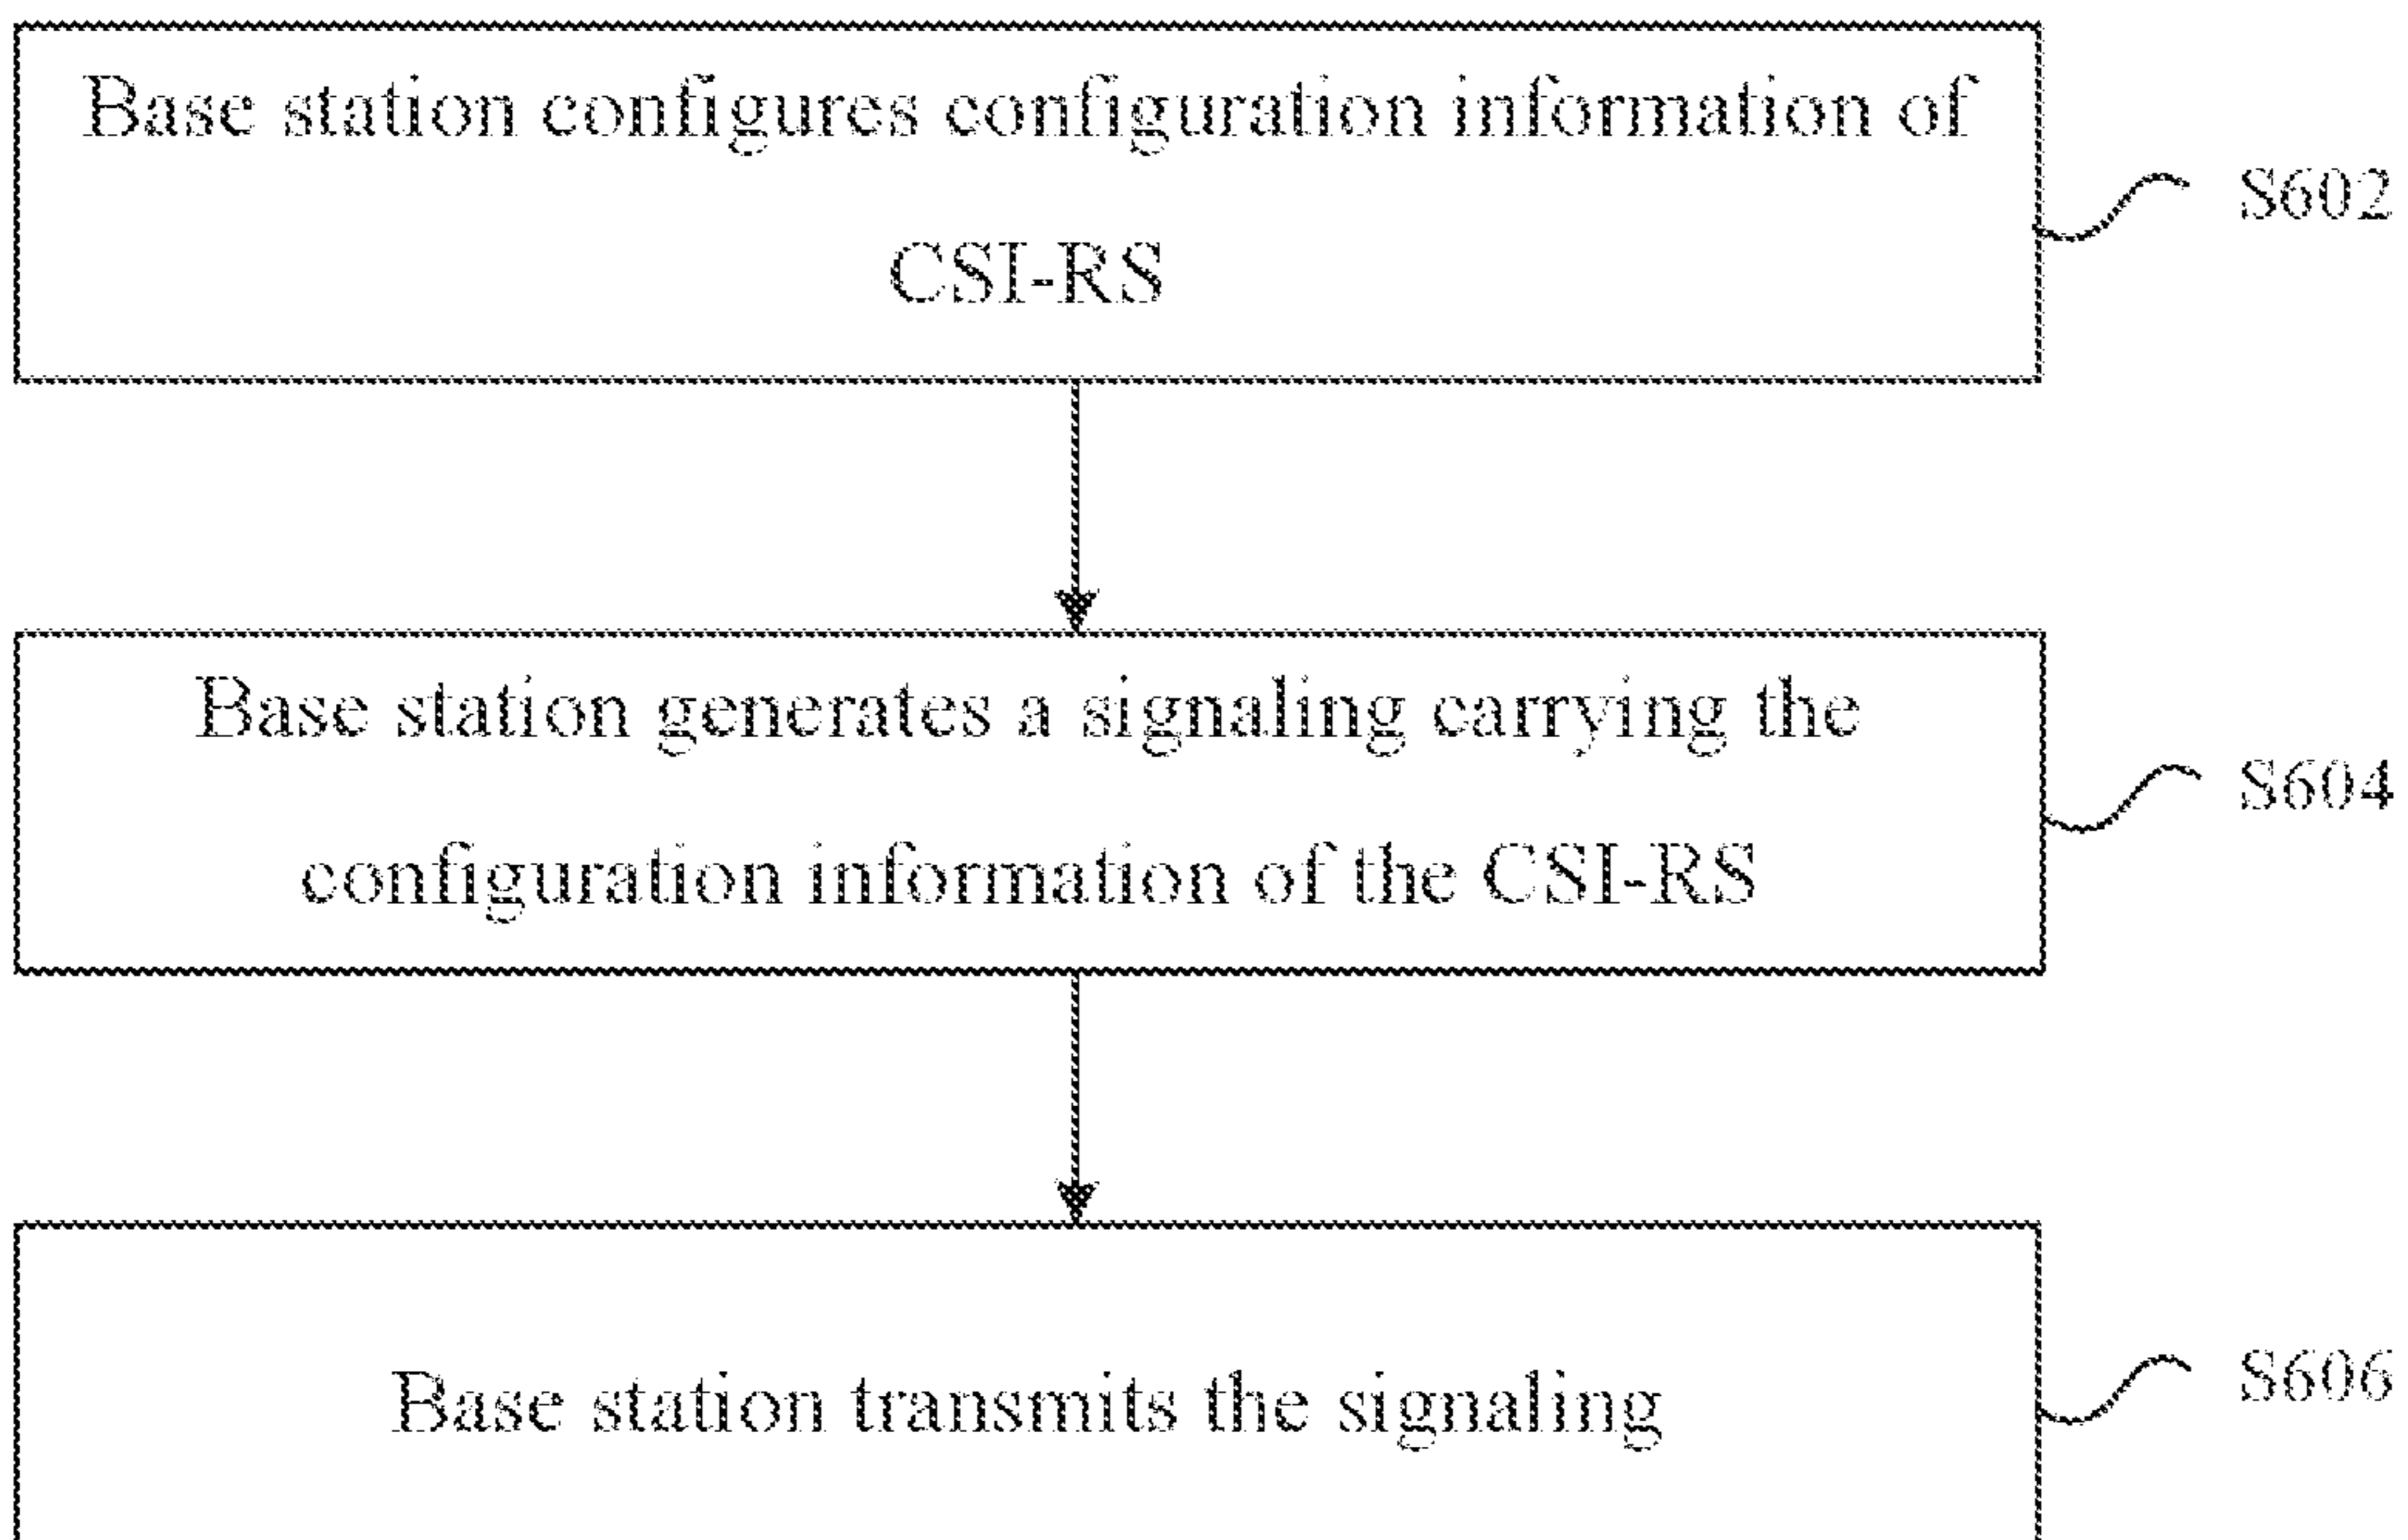 Base station configures configuration information of
CSI-RS
S602
Base station generates a signaling carrying the
configuration information of the CSI-RS
S604
Base station transmits the signaling
S606